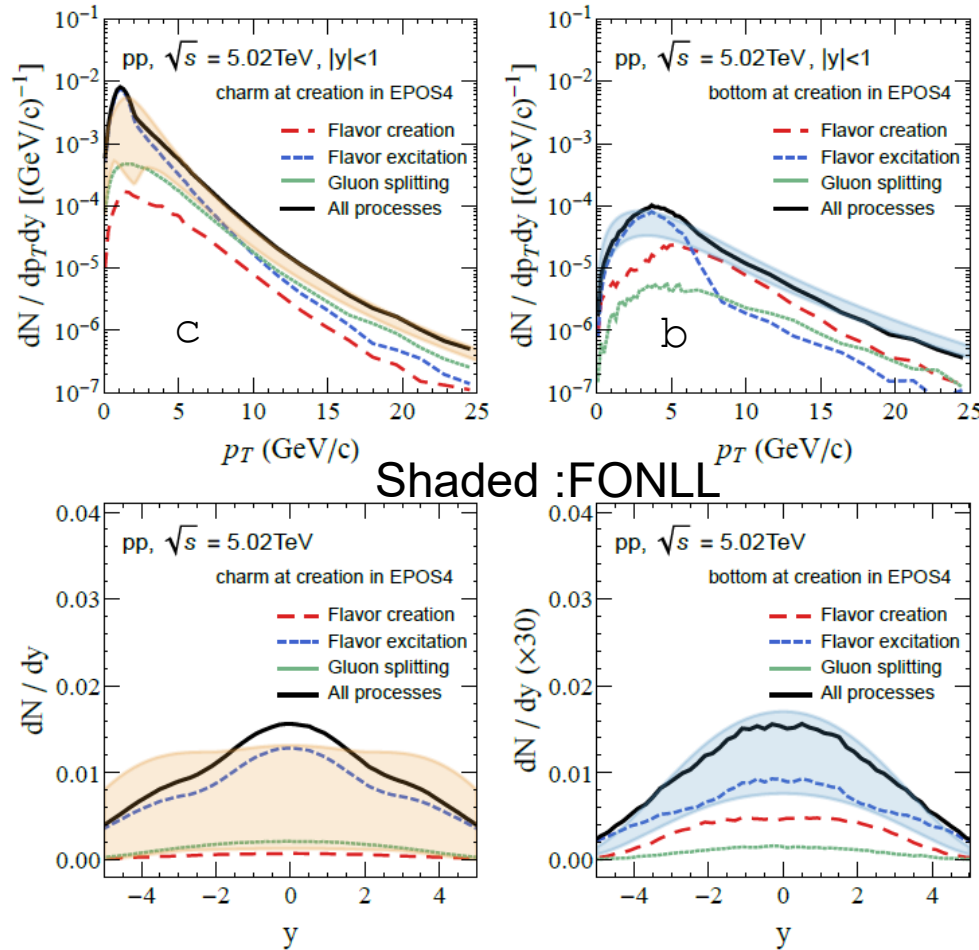 dN / dp_T dy [(GeV/c)⁻¹]
10⁻¹
10⁻²
10⁻³
10⁻⁴
10⁻⁵
10⁻⁶
10⁻⁷
pp, √s = 5.02TeV, |y|<1
charm at creation in EPOS4
Flavor creation
Flavor excitation
Gluon splitting
All processes
c
0 5 10 15 20 25
p_T (GeV/c)
dN / dp_T dy [(GeV/c)⁻¹]
10⁻¹
10⁻²
10⁻³
10⁻⁴
10⁻⁵
10⁻⁶
10⁻⁷
pp, √s = 5.02TeV, |y|<1
bottom at creation in EPOS4
Flavor creation
Flavor excitation
Gluon splitting
All processes
b
0 5 10 15 20 25
p_T (GeV/c)
Shaded :FONLL
dN / dy
0.04
0.03
0.02
0.01
0.00
pp, √s = 5.02TeV
charm at creation in EPOS4
Flavor creation
Flavor excitation
Gluon splitting
All processes
−4 −2 0 2 4
y
dN / dy (×30)
0.04
0.03
0.02
0.01
0.00
pp, √s = 5.02TeV
bottom at creation in EPOS4
Flavor creation
Flavor excitation
Gluon splitting
All processes
−4 −2 0 2 4
y